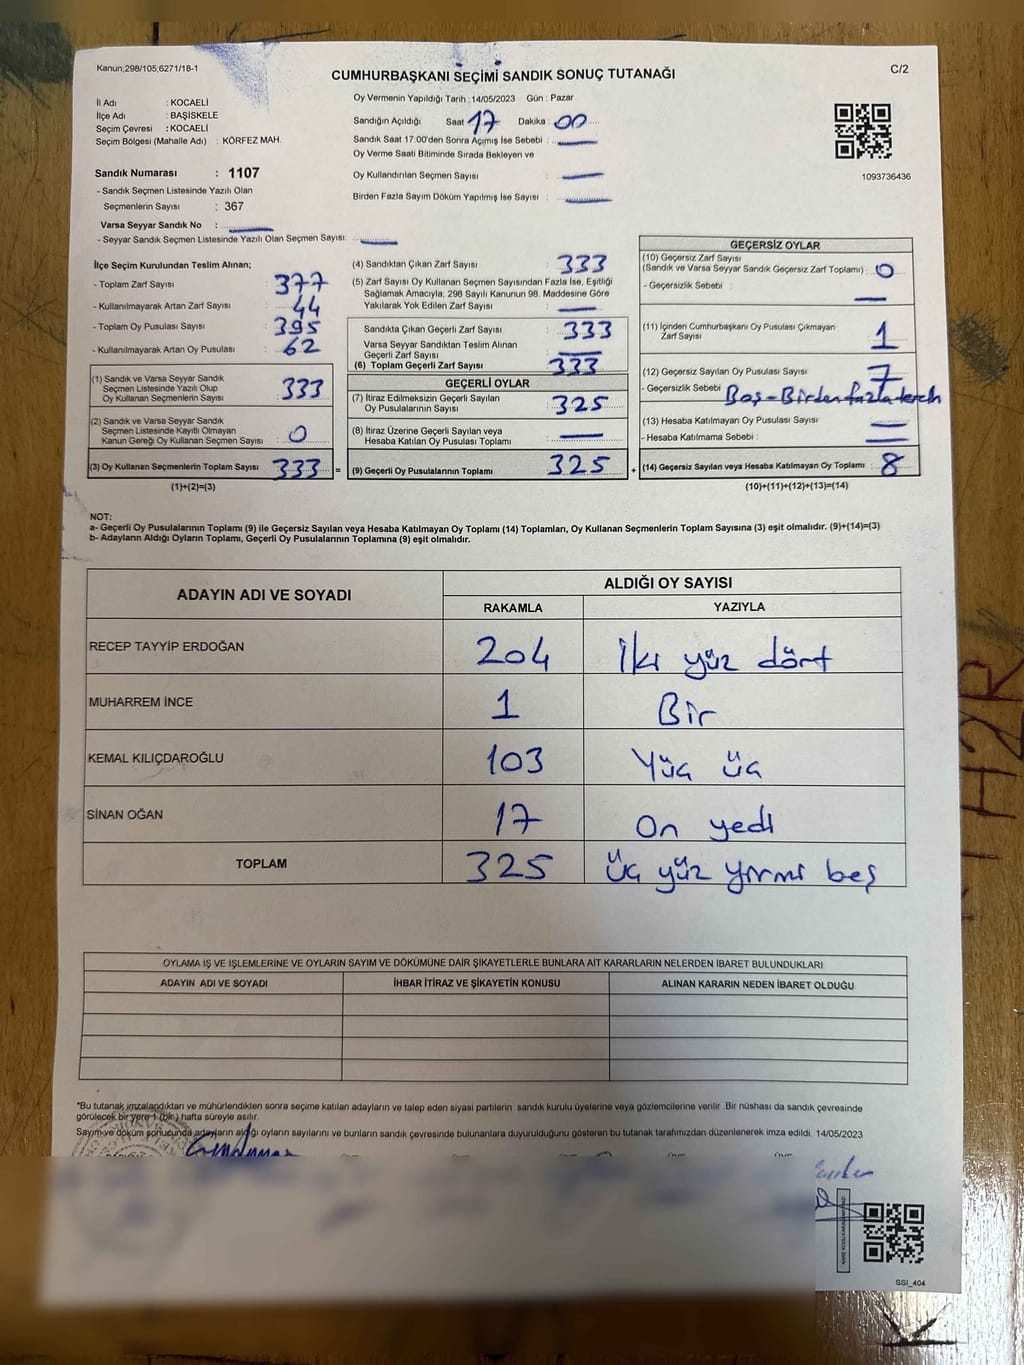 Kanun;298/105,6271/18-1
CUMHURBAŞKANI SEÇİMİ SANDIK SONUÇ TUTANAĞI
C/2
İl Adı : KOCAELİ
İlçe Adı : BAŞİSKELE
Seçim Çevresi : KOCAELİ
Seçim Bölgesi (Mahalle Adı) : KÖRFEZ MAH.
Sandık Numarası : 1107
- Sandık Seçmen Listesinde Yazılı Olan
Seçmenlerin Sayısı : 367
Varsa Seyyar Sandık No :
- Seyyar Sandık Seçmen Listesinde Yazılı Olan Seçmen Sayısı:
Oy Vermenin Yapıldığı Tarih :14/05/2023 Gün : Pazar
Sandığın Açıldığı Saat : 17 Dakika : 00
Sandık Saat 17:00'den Sonra Açımış İse Sebebi :
Oy Verme Saati Bitiminde Sırada Bekleyen ve
Oy Kullandırılan Seçmen Sayısı :
Birden Fazla Sayım Döküm Yapılmış İse Sayısı :
1093736436
İlçe Seçim Kurulundan Teslim Alınan;
- Toplam Zarf Sayısı : 377
- Kullanılmayarak Artan Zarf Sayısı : 44
- Toplam Oy Pusulası Sayısı : 395
- Kullanılmayarak Artan Oy Pusulası : 62
(1) Sandık ve Varsa Seyyar Sandık
Seçmen Listesinde Yazılı Olup
Oy Kullanan Seçmenlerin Sayısı : 333
(2) Sandık ve Varsa Seyyar Sandık
Seçmen Listesinde Kayıtlı Olmayan
Kanun Gereği Oy Kullanan Seçmen Sayısı : 0
(3) Oy Kullanan Seçmenlerin Toplam Sayısı : 333 =
(1)+(2)=(3)
(4) Sandıktan Çıkan Zarf Sayısı : 333
(5) Zarf Sayısı Oy Kullanan Seçmen Sayısından Fazla İse, Eşitliği
Sağlamak Amacıyla; 298 Sayılı Kanunun 98. Maddesine Göre
Yakılarak Yok Edilen Zarf Sayısı :
Sandıkta Çıkan Geçerli Zarf Sayısı : 333
Varsa Seyyar Sandıktan Teslim Alınan
Geçerli Zarf Sayısı :
(6) Toplam Geçerli Zarf Sayısı : 333
GEÇERLİ OYLAR
(7) İtiraz Edilmeksizin Geçerli Sayılan
Oy Pusulalarının Sayısı : 325
(8) İtiraz Üzerine Geçerli Sayılan veya
Hesaba Katılan Oy Pusulası Toplamı :
(9) Geçerli Oy Pusulalarının Toplamı : 325 +
GEÇERSİZ OYLAR
(10) Geçersiz Zarf Sayısı
(Sandık ve Varsa Seyyar Sandık Geçersiz Zarf Toplamı) : 0
- Geçersizlik Sebebi :
(11) İçinden Cumhurbaşkanı Oy Pusulası Çıkmayan
Zarf Sayısı : 1
(12) Geçersiz Sayılan Oy Pusulası Sayısı : 7
- Geçersizlik Sebebi Boş - Birden fazla tercih
(13) Hesaba Katılmayan Oy Pusulası Sayısı :
- Hesaba Katılmama Sebebi :
(14) Geçersiz Sayılan veya Hesaba Katılmayan Oy Toplamı : 8
(10)+(11)+(12)+(13)=(14)
NOT:
a- Geçerli Oy Pusulalarının Toplamı (9) ile Geçersiz Sayılan veya Hesaba Katılmayan Oy Toplamı (14) Toplamları, Oy Kullanan Seçmenlerin Toplam Sayısına (3) eşit olmalıdır. (9)+(14)=(3)
b- Adayların Aldığı Oyların Toplamı, Geçerli Oy Pusulalarının Toplamına (9) eşit olmalıdır.
ADAYIN ADI VE SOYADI ALDIĞI OY SAYISI
RAKAMLA YAZIYLA
RECEP TAYYİP ERDOĞAN 204 İki yüz dört
MUHARREM İNCE 1 Bir
KEMAL KILIÇDAROĞLU 103 Yüz üç
SİNAN OĞAN 17 On yedi
TOPLAM 325 Üç yüz yirmi beş
OYLAMA İŞ VE İŞLEMLERİNE VE OYLARIN SAYIM VE DÖKÜMÜNE DAİR ŞİKAYETLERLE BUNLARA AİT KARARLARIN NELERDEN İBARET BULUNDUKLARI
ADAYIN ADI VE SOYADI İHBAR İTİRAZ VE ŞİKAYETİN KONUSU ALINAN KARARIN NEDEN İBARET OLDUĞU
*Bu tutanak imzalandıktan ve mühürlendikten sonra seçime katılan adayların ve talep eden siyasi partilerin sandık kurulu üyelerine veya gözlemcilerine verilir. Bir nüshası da sandık çevresinde
görülecek bir yere 1 (bir) hafta süreyle asılır.
Sayım ve döküm sonucunda adayların aldığı oyların sayılarını ve bunların sandık çevresinde bulunanlara duyurulduğunu gösteren bu tutanak tarafımızdan düzenlenerek imza edildi. 14/05/2023
SSI_404